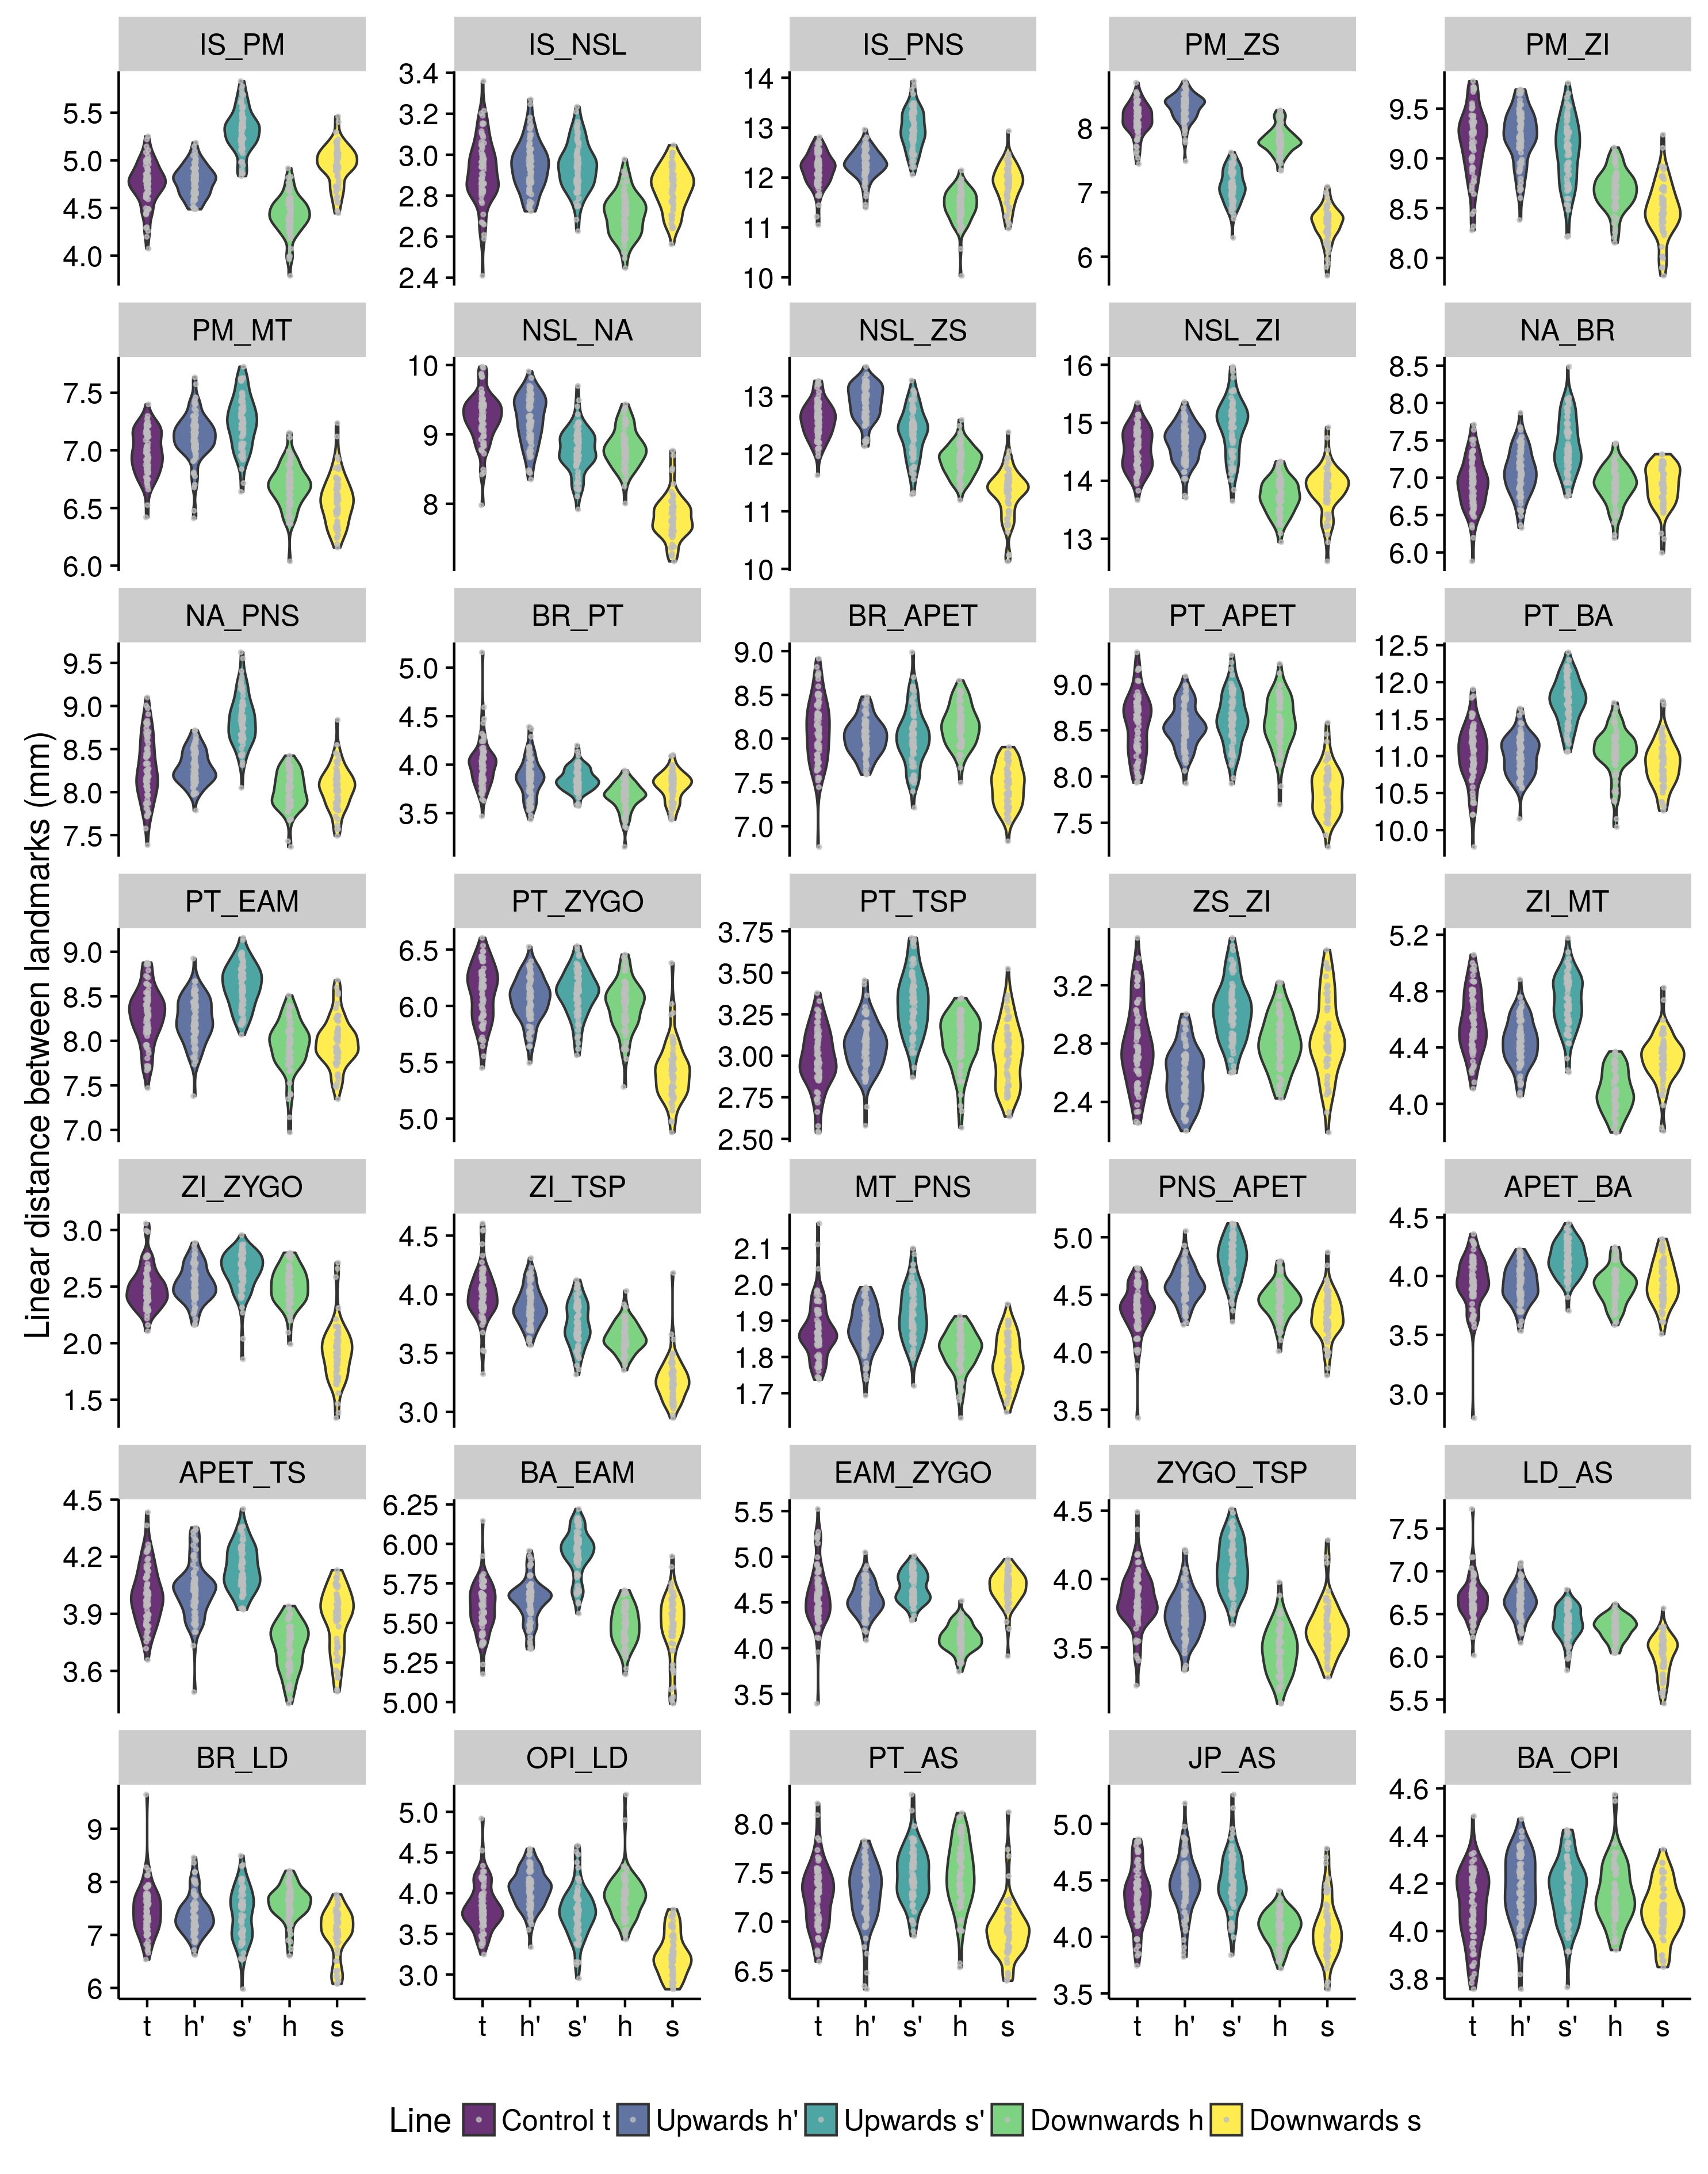 Linear distance between landmarks (mm)
IS_PM IS_NSL IS_PNS PM_ZS PM_ZI
5.5 5.0 4.5 4.0
3.4 3.2 3.0 2.8 2.6 2.4
14 13 12 11 10
8 7 6
9.5 9.0 8.5 8.0
PM_MT NSL_NA NSL_ZS NSL_ZI NA_BR
7.5 7.0 6.5 6.0
10 9 8
13 12 11 10
16 15 14 13
8.5 8.0 7.5 7.0 6.5 6.0
NA_PNS BR_PT BR_APET PT_APET PT_BA
9.5 9.0 8.5 8.0 7.5
5.0 4.5 4.0 3.5
9.0 8.5 8.0 7.5 7.0
9.0 8.5 8.0 7.5
12.5 12.0 11.5 11.0 10.5 10.0
PT_EAM PT_ZYGO PT_TSP ZS_ZI ZI_MT
9.0 8.5 8.0 7.5 7.0
6.5 6.0 5.5 5.0
3.75 3.50 3.25 3.00 2.75 2.50
3.2 2.8 2.4
5.2 4.8 4.4 4.0
ZI_ZYGO ZI_TSP MT_PNS PNS_APET APET_BA
3.0 2.5 2.0 1.5
4.5 4.0 3.5 3.0
2.1 2.0 1.9 1.8 1.7
5.0 4.5 4.0 3.5
4.5 4.0 3.5 3.0
APET_TS BA_EAM EAM_ZYGO ZYGO_TSP LD_AS
4.5 4.2 3.9 3.6
6.25 6.00 5.75 5.50 5.25 5.00
5.5 5.0 4.5 4.0 3.5
4.5 4.0 3.5
7.5 7.0 6.5 6.0 5.5
BR_LD OPI_LD PT_AS JP_AS BA_OPI
9 8 7 6
5.0 4.5 4.0 3.5 3.0
8.0 7.5 7.0 6.5
5.0 4.5 4.0 3.5
4.6 4.4 4.2 4.0 3.8
t h' s' h s t h' s' h s t h' s' h s t h' s' h s t h' s' h s
Line Control t Upwards h' Upwards s' Downwards h Downwards s